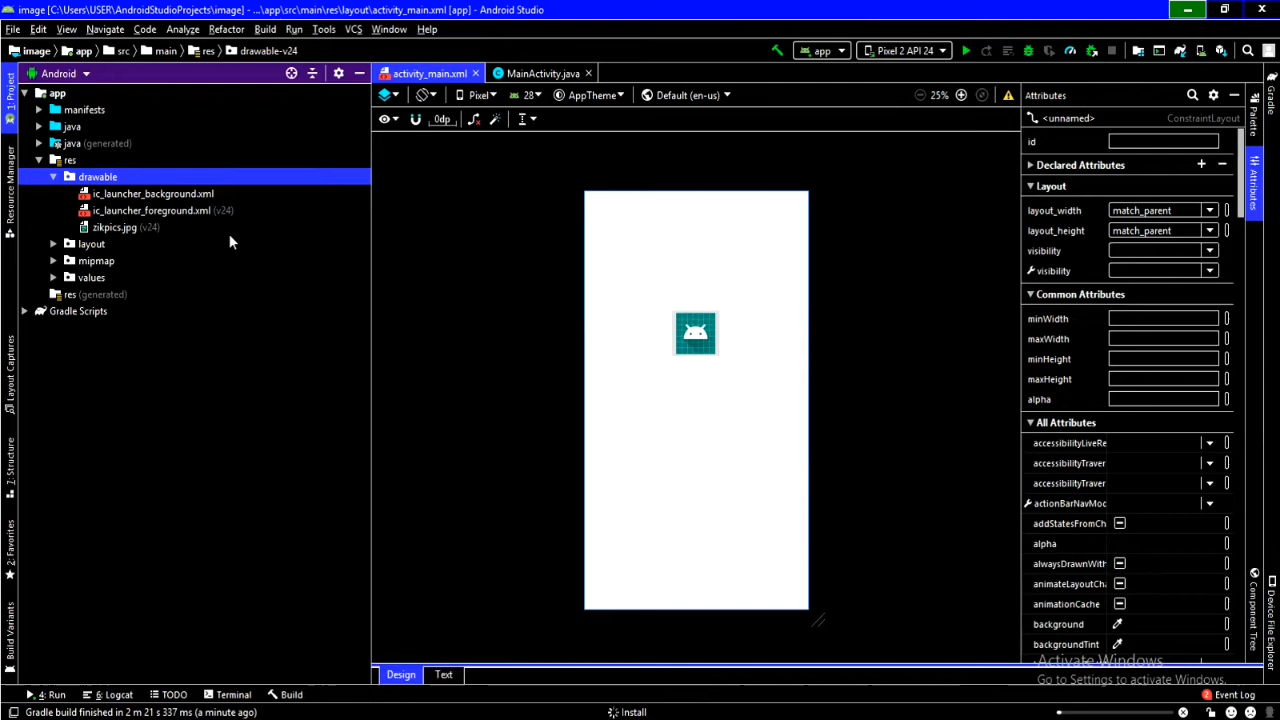 image [C:\Users\USER\AndroidStudioProjects\image] - ...\app\src\main\res\layout\activity_main.xml [app] - Android Studio
File Edit View Navigate Code Analyze Refactor Build Run Tools VCS Window Help
image app src main res drawable-v24 app Pixel 2 API 24
Android activity_main.xml MainActivity.java
1: Project
Resource Manager
Layout Captures
7: Structure
2: Favorites
Build Variants
app
manifests
java
java (generated)
res
drawable
ic_launcher_background.xml
ic_launcher_foreground.xml (v24)
zikpics.jpg (v24)
layout
mipmap
values
res (generated)
Gradle Scripts
Pixel 28 AppTheme Default (en-us) 25%
0dp
Design Text
Attributes
<unnamed> ConstraintLayout
id
Declared Attributes
Layout
layout_width match_parent
layout_height match_parent
visibility
visibility
Common Attributes
minWidth
maxWidth
minHeight
maxHeight
alpha
All Attributes
accessibilityLiveRe
accessibilityTraver
accessibilityTraver
actionBarNavMod
addStatesFromCh
alpha
alwaysDrawnWith
animateLayoutCha
animationCache
background
backgroundTint
Activate Windows
Go to Settings to activate Windows.
Gradle
Palette
Attributes
Component Tree
Device File Explorer
4: Run 6: Logcat TODO Terminal Build Event Log
Gradle build finished in 2 m 21 s 337 ms (a minute ago) Install